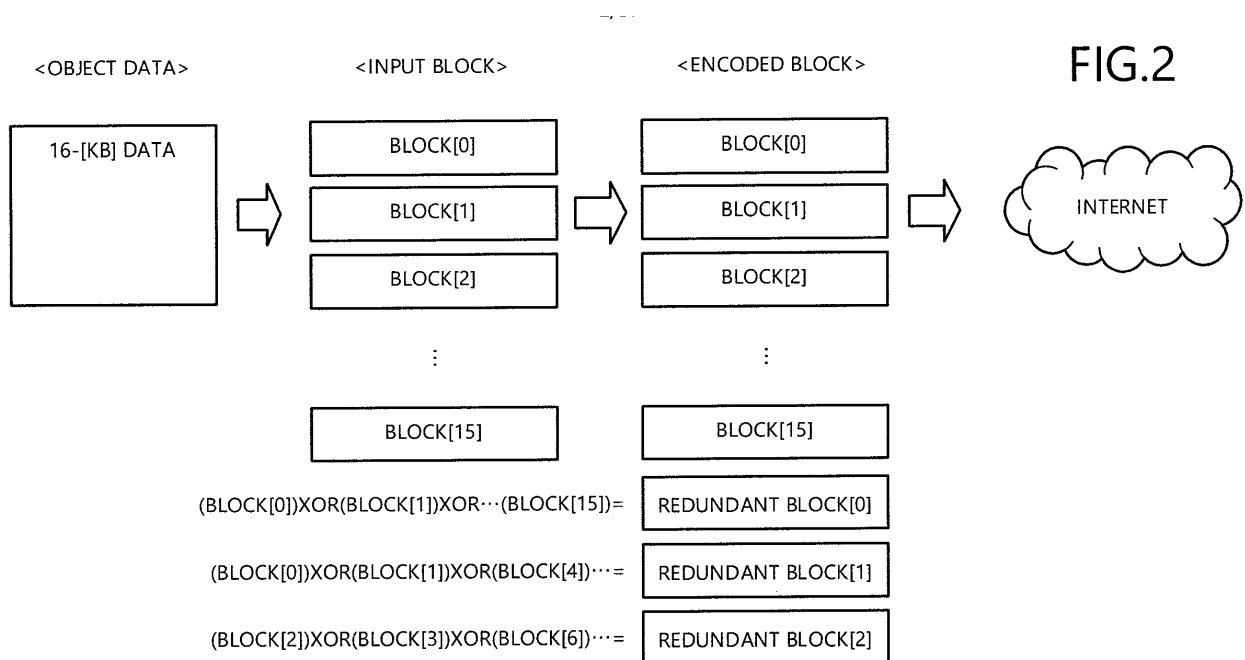 <OBJECT DATA>
<INPUT BLOCK>
<ENCODED BLOCK>
FIG.2
16-[KB] DATA
BLOCK[0]
BLOCK[0]
BLOCK[1]
BLOCK[1]
INTERNET
BLOCK[2]
BLOCK[2]
⋮
⋮
BLOCK[15]
BLOCK[15]
(BLOCK[0])XOR(BLOCK[1])XOR⋯(BLOCK[15])=
REDUNDANT BLOCK[0]
(BLOCK[0])XOR(BLOCK[1])XOR(BLOCK[4])⋯=
REDUNDANT BLOCK[1]
(BLOCK[2])XOR(BLOCK[3])XOR(BLOCK[6])⋯=
REDUNDANT BLOCK[2]